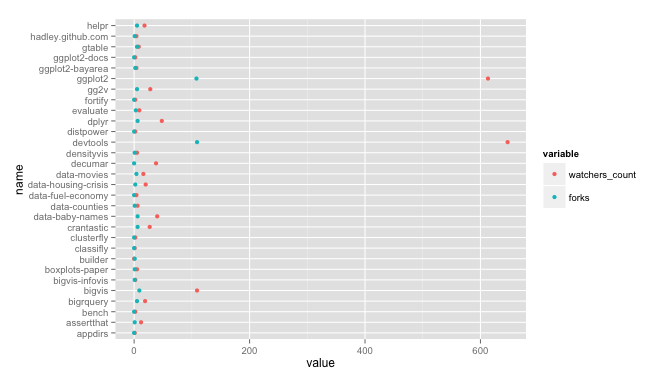 helpr
hadley.github.com
gtable
ggplot2-docs
ggplot2-bayarea
ggplot2
gg2v
fortify
evaluate
dplyr
distpower
devtools
densityvis
decumar
data-movies
data-housing-crisis
data-fuel-economy
data-counties
data-baby-names
crantastic
clusterfly
classifly
builder
boxplots-paper
bigvis-infovis
bigvis
bigrquery
bench
assertthat
appdirs
name
0 200 400 600
value
variable
watchers_count
forks